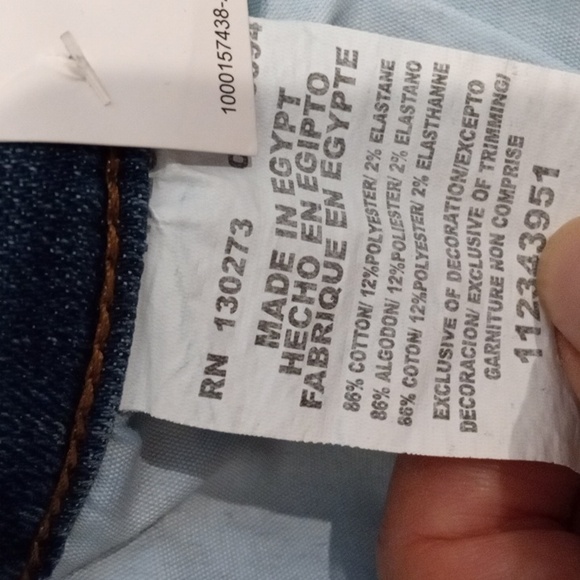 1000157438-
RN 130273
MADE IN EGYPT
HECHO EN EGIPTO
FABRIQUE EN EGYPTE
86% COTTON/ 12%POLYESTER/ 2% ELASTANE
86% ALGODON/ 12%POLIESTER/ 2% ELASTANO
86% COTON/ 12%POLYESTER/ 2% ELASTHANNE
EXCLUSIVE OF DECORATION/EXCEPTO
DECORACION/ EXCLUSIVE OF TRIMMING/
GARNITURE NON COMPRISE
112343951